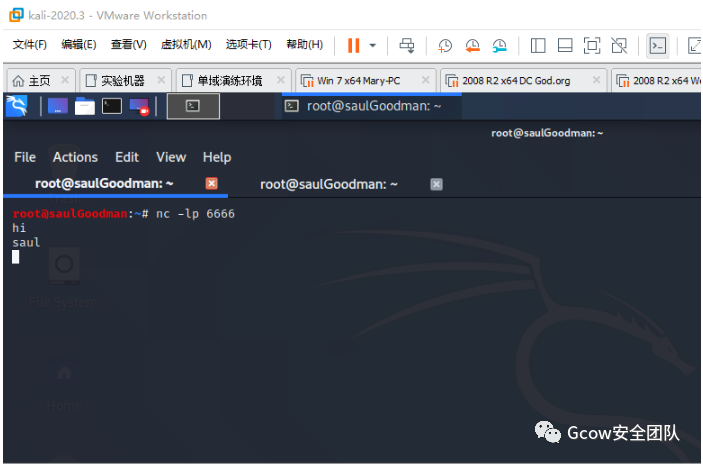 kali-2020.3 - VMware Workstation
文件(F) 编辑(E) 查看(V) 虚拟机(M) 选项卡(T) 帮助(H)
主页 实验机器 单域演练环境 Win 7 x64 Mary-PC 2008 R2 x64 DC God.org 2008 R2 x64 We
root@saulGoodman: ~
root@saulGoodman:~
File Actions Edit View Help
root@saulGoodman: ~ root@saulGoodman: ~
root@saulGoodman:~# nc -lp 6666
hi
saul
File System
Home
Gcow安全团队